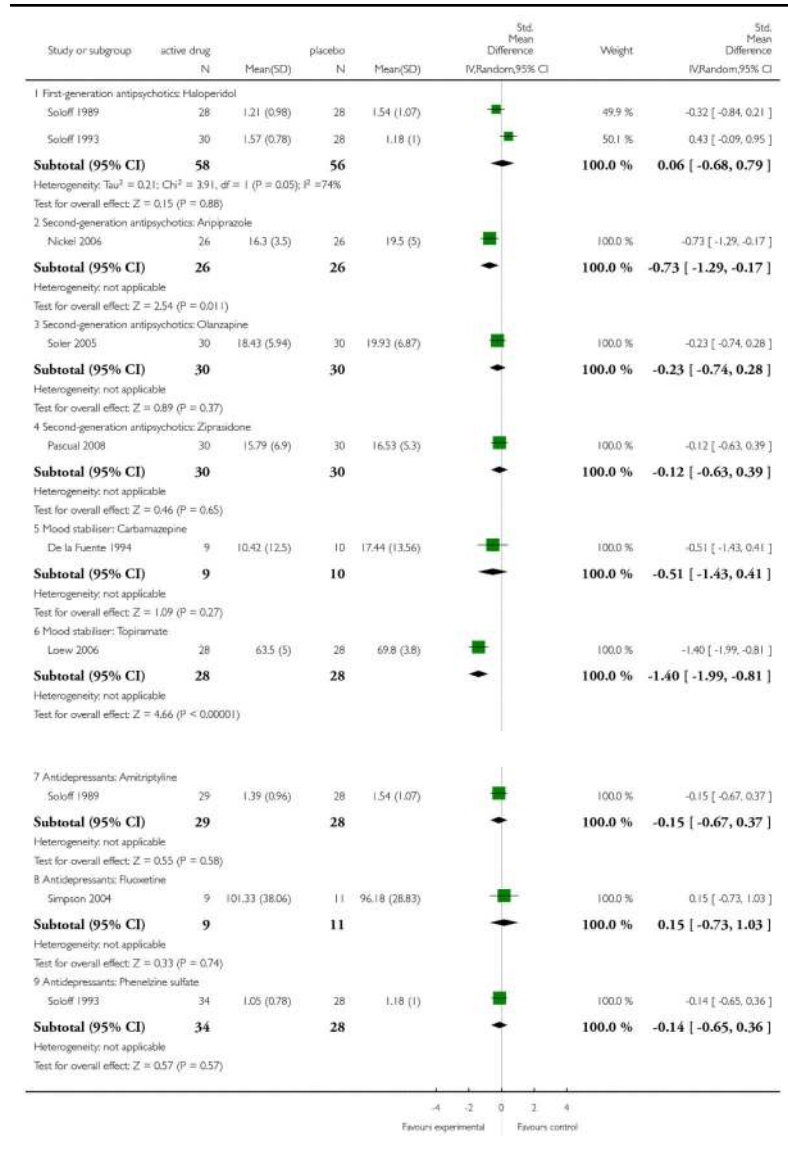 Std.
Mean
Study or subgroup active drug placebo Difference Weight Std. Mean Difference
N Mean(SD) N Mean(SD) IV,Random,95% CI IV,Random,95% CI
1 First-generation antipsychotics: Haloperidol
Soloff 1989 28 1.21 (0.98) 28 1.54 (1.07) 49.9 % -0.32 [ -0.84, 0.21 ]
Soloff 1993 30 1.57 (0.78) 28 1.18 (1) 50.1 % 0.43 [ -0.09, 0.95 ]
Subtotal (95% CI) 58 56 100.0 % 0.06 [ -0.68, 0.79 ]
Heterogeneity: Tau² = 0.21; Chi² = 3.91, df = 1 (P = 0.05); I² =74%
Test for overall effect: Z = 0.15 (P = 0.88)
2 Second-generation antipsychotics: Aripiprazole
Nickel 2006 26 16.3 (3.5) 26 19.5 (5) 100.0 % -0.73 [ -1.29, -0.17 ]
Subtotal (95% CI) 26 26 100.0 % -0.73 [ -1.29, -0.17 ]
Heterogeneity: not applicable
Test for overall effect: Z = 2.54 (P = 0.011)
3 Second-generation antipsychotics: Olanzapine
Soler 2005 30 18.43 (5.94) 30 19.93 (6.87) 100.0 % -0.23 [ -0.74, 0.28 ]
Subtotal (95% CI) 30 30 100.0 % -0.23 [ -0.74, 0.28 ]
Heterogeneity: not applicable
Test for overall effect: Z = 0.89 (P = 0.37)
4 Second-generation antipsychotics: Ziprasidone
Pascual 2008 30 15.79 (6.9) 30 16.53 (5.3) 100.0 % -0.12 [ -0.63, 0.39 ]
Subtotal (95% CI) 30 30 100.0 % -0.12 [ -0.63, 0.39 ]
Heterogeneity: not applicable
Test for overall effect: Z = 0.46 (P = 0.65)
5 Mood stabiliser: Carbamazepine
De la Fuente 1994 9 10.42 (12.5) 10 17.44 (13.56) 100.0 % -0.51 [ -1.43, 0.41 ]
Subtotal (95% CI) 9 10 100.0 % -0.51 [ -1.43, 0.41 ]
Heterogeneity: not applicable
Test for overall effect: Z = 1.09 (P = 0.27)
6 Mood stabiliser: Topiramate
Loew 2006 28 63.5 (5) 28 69.8 (3.8) 100.0 % -1.40 [ -1.99, -0.81 ]
Subtotal (95% CI) 28 28 100.0 % -1.40 [ -1.99, -0.81 ]
Heterogeneity: not applicable
Test for overall effect: Z = 4.66 (P < 0.00001)
7 Antidepressants: Amitriptyline
Soloff 1989 29 1.39 (0.96) 28 1.54 (1.07) 100.0 % -0.15 [ -0.67, 0.37 ]
Subtotal (95% CI) 29 28 100.0 % -0.15 [ -0.67, 0.37 ]
Heterogeneity: not applicable
Test for overall effect: Z = 0.55 (P = 0.58)
8 Antidepressants: Fluoxetine
Simpson 2004 9 101.33 (38.06) 11 96.18 (28.83) 100.0 % 0.15 [ -0.73, 1.03 ]
Subtotal (95% CI) 9 11 100.0 % 0.15 [ -0.73, 1.03 ]
Heterogeneity: not applicable
Test for overall effect: Z = 0.33 (P = 0.74)
9 Antidepressants: Phenelzine sulfate
Soloff 1993 34 1.05 (0.78) 28 1.18 (1) 100.0 % -0.14 [ -0.65, 0.36 ]
Subtotal (95% CI) 34 28 100.0 % -0.14 [ -0.65, 0.36 ]
Heterogeneity: not applicable
Test for overall effect: Z = 0.57 (P = 0.57)
-4 -2 0 2 4
Favours experimental Favours control